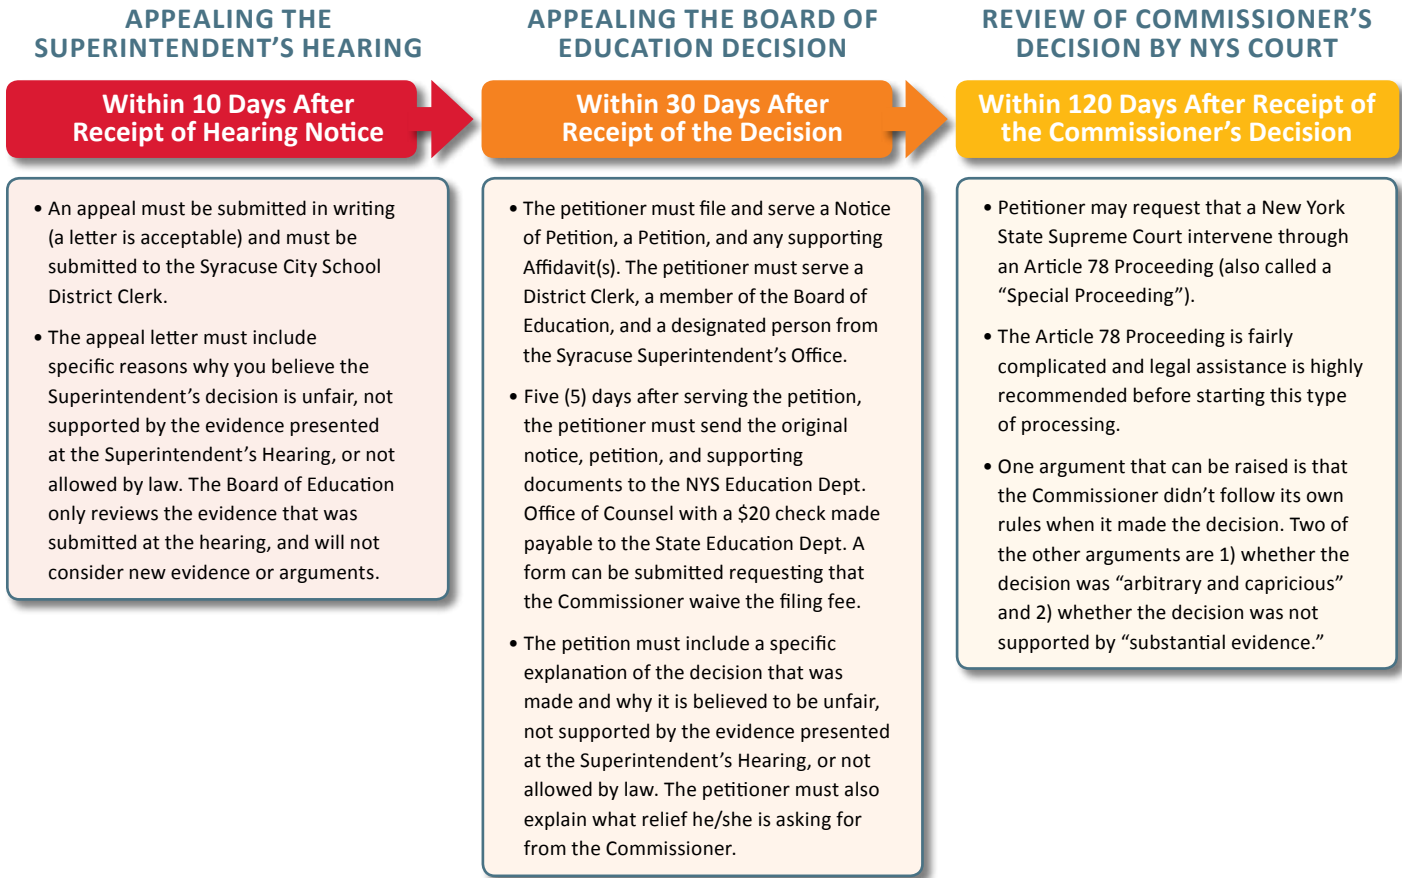 APPEALING THE
SUPERINTENDENT’S HEARING
Within 10 Days After
Receipt of Hearing Notice
• An appeal must be submitted in writing
(a letter is acceptable) and must be
submitted to the Syracuse City School
District Clerk.
• The appeal letter must include
specific reasons why you believe the
Superintendent’s decision is unfair, not
supported by the evidence presented
at the Superintendent’s Hearing, or not
allowed by law. The Board of Education
only reviews the evidence that was
submitted at the hearing, and will not
consider new evidence or arguments.
APPEALING THE BOARD OF
EDUCATION DECISION
Within 30 Days After
Receipt of the Decision
• The petitioner must file and serve a Notice
of Petition, a Petition, and any supporting
Affidavit(s). The petitioner must serve a
District Clerk, a member of the Board of
Education, and a designated person from
the Syracuse Superintendent’s Office.
• Five (5) days after serving the petition,
the petitioner must send the original
notice, petition, and supporting
documents to the NYS Education Dept.
Office of Counsel with a $20 check made
payable to the State Education Dept. A
form can be submitted requesting that
the Commissioner waive the filing fee.
• The petition must include a specific
explanation of the decision that was
made and why it is believed to be unfair,
not supported by the evidence presented
at the Superintendent’s Hearing, or not
allowed by law. The petitioner must also
explain what relief he/she is asking for
from the Commissioner.
REVIEW OF COMMISSIONER’S
DECISION BY NYS COURT
Within 120 Days After Receipt of
the Commissioner’s Decision
• Petitioner may request that a New York
State Supreme Court intervene through
an Article 78 Proceeding (also called a
“Special Proceeding”).
• The Article 78 Proceeding is fairly
complicated and legal assistance is highly
recommended before starting this type
of processing.
• One argument that can be raised is that
the Commissioner didn’t follow its own
rules when it made the decision. Two of
the other arguments are 1) whether the
decision was “arbitrary and capricious”
and 2) whether the decision was not
supported by “substantial evidence.”